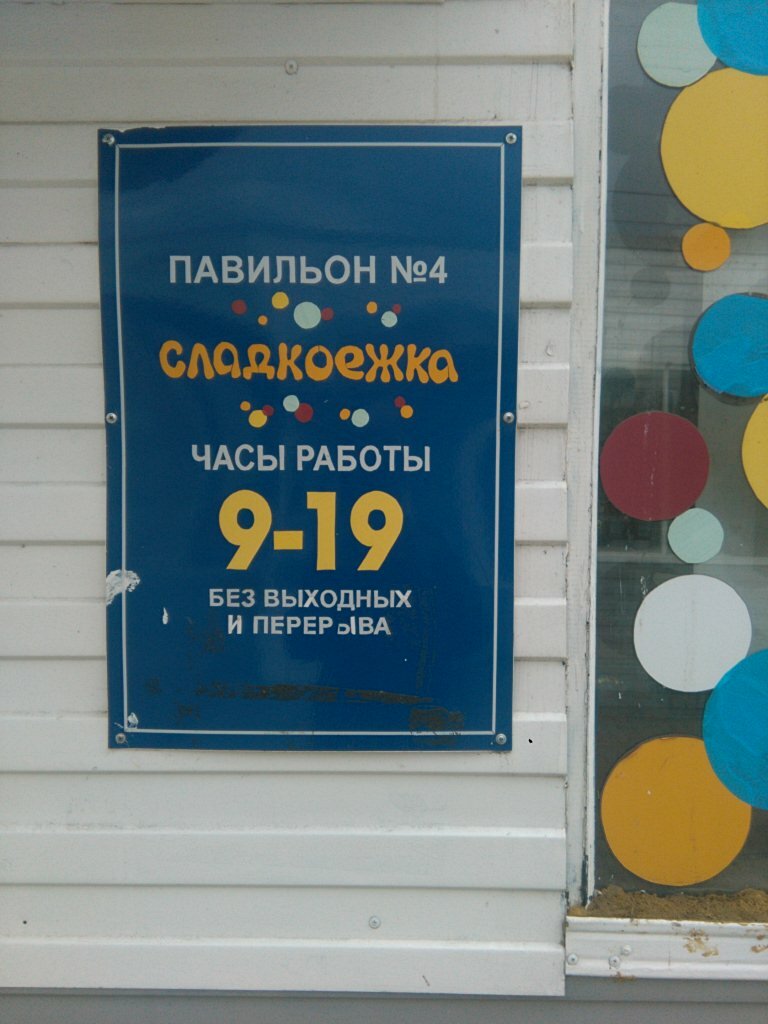 ПАВИЛЬОН №4
сладкоежка
ЧАСЫ РАБОТЫ
9-19
БЕЗ ВЫХОДНЫХ
И ПЕРЕРЫВА